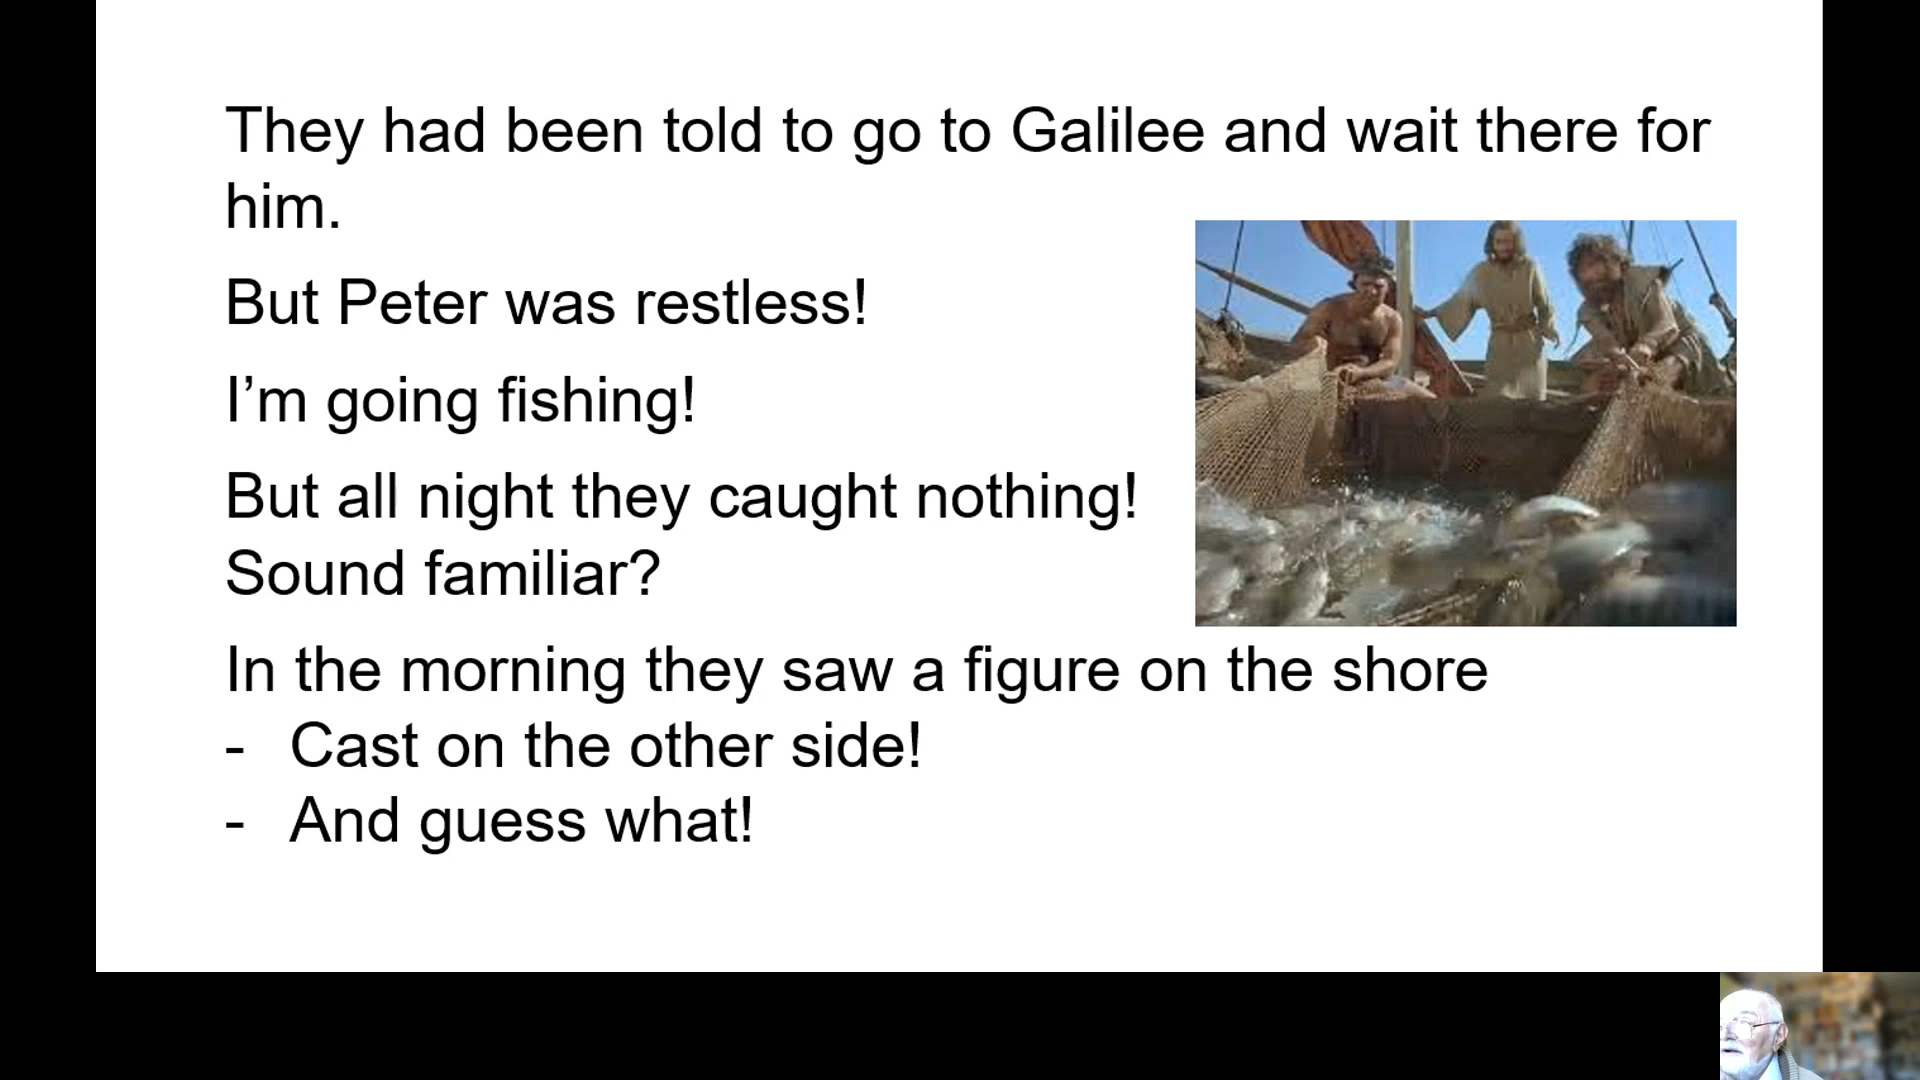 They had been told to go to Galilee and wait there for
him.
But Peter was restless!
I’m going fishing!
But all night they caught nothing!
Sound familiar?
In the morning they saw a figure on the shore
- Cast on the other side!
- And guess what!